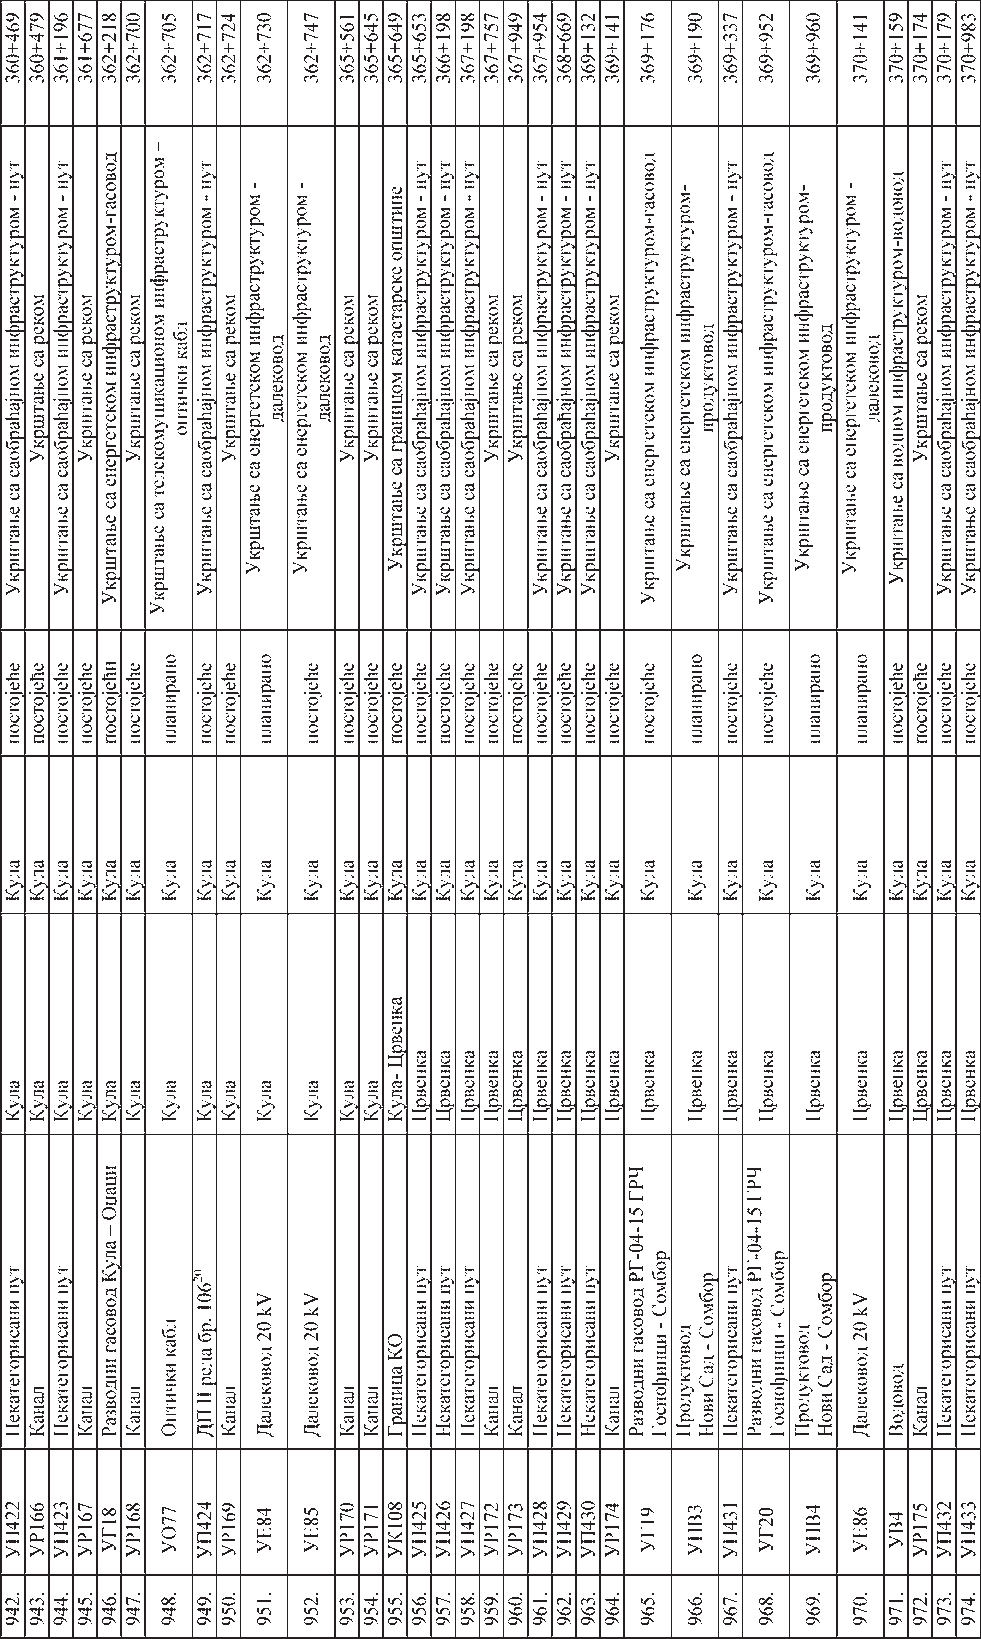 942. УП422 Некатегорисани пут Кула Кула постојеће Укрштање са саобраћајном инфраструктуром - пут 360+469
943. УР166 Канал Кула Кула постојеће Укрштање са реком 360+479
944. УП423 Некатегорисани пут Кула Кула постојеће Укрштање са саобраћајном инфраструктуром - пут 361+196
945. УР167 Канал Кула Кула постојеће Укрштање са реком 361+677
946. УГ18 Разводни гасовод Кула – Оџаци Кула Кула постојећи Укрштање са енергетском инфраструктуром-гасовод 362+218
947. УР168 Канал Кула Кула постојеће Укрштање са реком 362+700
948. УО77 Оптички кабл Кула Кула планирано Укрштање са телекомуникационом инфраструктуром –
оптички кабл 362+705
949. УП424 ДП II реда бр. 106²⁰ Кула Кула постојеће Укрштање са саобраћајном инфраструктуром - пут 362+717
950. УР169 Канал Кула Кула постојеће Укрштање са реком 362+724
951. УЕ84 Далековод 20 kV Кула Кула планирано Укрштање са енергетском инфраструктуром -
далековод 362+730
952. УЕ85 Далековод 20 kV Кула Кула постојеће Укрштање са енергетском инфраструктуром -
далековод 362+747
953. УР170 Канал Кула Кула постојеће Укрштање са реком 365+561
954. УР171 Канал Кула Кула постојеће Укрштање са реком 365+645
955. УК108 Граница КО Кула- Црвенка Кула постојеће Укрштање са границом катастарске општине 365+649
956. УП425 Некатегорисани пут Црвенка Кула постојеће Укрштање са саобраћајном инфраструктуром - пут 365+653
957. УП426 Некатегорисани пут Црвенка Кула постојеће Укрштање са саобраћајном инфраструктуром - пут 366+198
958. УП427 Некатегорисани пут Црвенка Кула постојеће Укрштање са саобраћајном инфраструктуром - пут 367+198
959. УР172 Канал Црвенка Кула постојеће Укрштање са реком 367+757
960. УР173 Канал Црвенка Кула постојеће Укрштање са реком 367+949
961. УП428 Некатегорисани пут Црвенка Кула постојеће Укрштање са саобраћајном инфраструктуром - пут 367+954
962. УП429 Некатегорисани пут Црвенка Кула постојеће Укрштање са саобраћајном инфраструктуром - пут 368+669
963. УП430 Некатегорисани пут Црвенка Кула постојеће Укрштање са саобраћајном инфраструктуром - пут 369+132
964. УР174 Канал Црвенка Кула постојеће Укрштање са реком 369+141
965. УГ19 Разводни гасовод РГ-04-15 ГРЧ
Госпођинци - Сомбор Црвенка Кула постојеће Укрштање са енергетском инфраструктуром-гасовод 369+176
966. УПВ3 Продуктовод
Нови Сад - Сомбор Црвенка Кула планирано Укрштање са енергетском инфраструктуром-
продуктовод 369+190
967. УП431 Некатегорисани пут Црвенка Кула постојеће Укрштање са саобраћајном инфраструктуром - пут 369+337
968. УГ20 Разводни гасовод РГ-04-15 ГРЧ
Госпођинци - Сомбор Црвенка Кула постојеће Укрштање са енергетском инфраструктуром-гасовод 369+952
969. УПВ4 Продуктовод
Нови Сад - Сомбор Црвенка Кула планирано Укрштање са енергетском инфраструктуром-
продуктовод 369+960
970. УЕ86 Далековод 20 kV Црвенка Кула планирано Укрштање са енергетском инфраструктуром -
далековод 370+141
971. УВ4 Водовод Црвенка Кула постојеће Укрштање са водном инфраструктуром-водовод 370+159
972. УР175 Канал Црвенка Кула постојеће Укрштање са реком 370+174
973. УП432 Некатегорисани пут Црвенка Кула постојеће Укрштање са саобраћајном инфраструктуром - пут 370+179
974. УП433 Некатегорисани пут Црвенка Кула постојеће Укрштање са саобраћајном инфраструктуром - пут 370+983